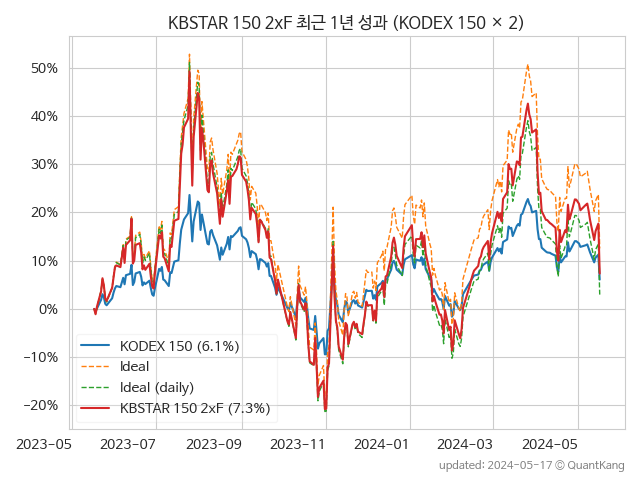 KBSTAR 150 2xF 최근 1년 성과 (KODEX 150 × 2)
50%
40%
30%
20%
10%
0%
−10%
−20%
KODEX 150 (6.1%)
Ideal
Ideal (daily)
KBSTAR 150 2xF (7.3%)
2023-05 2023-07 2023-09 2023-11 2024-01 2024-03 2024-05
updated: 2024-05-17 ⓒ QuantKang